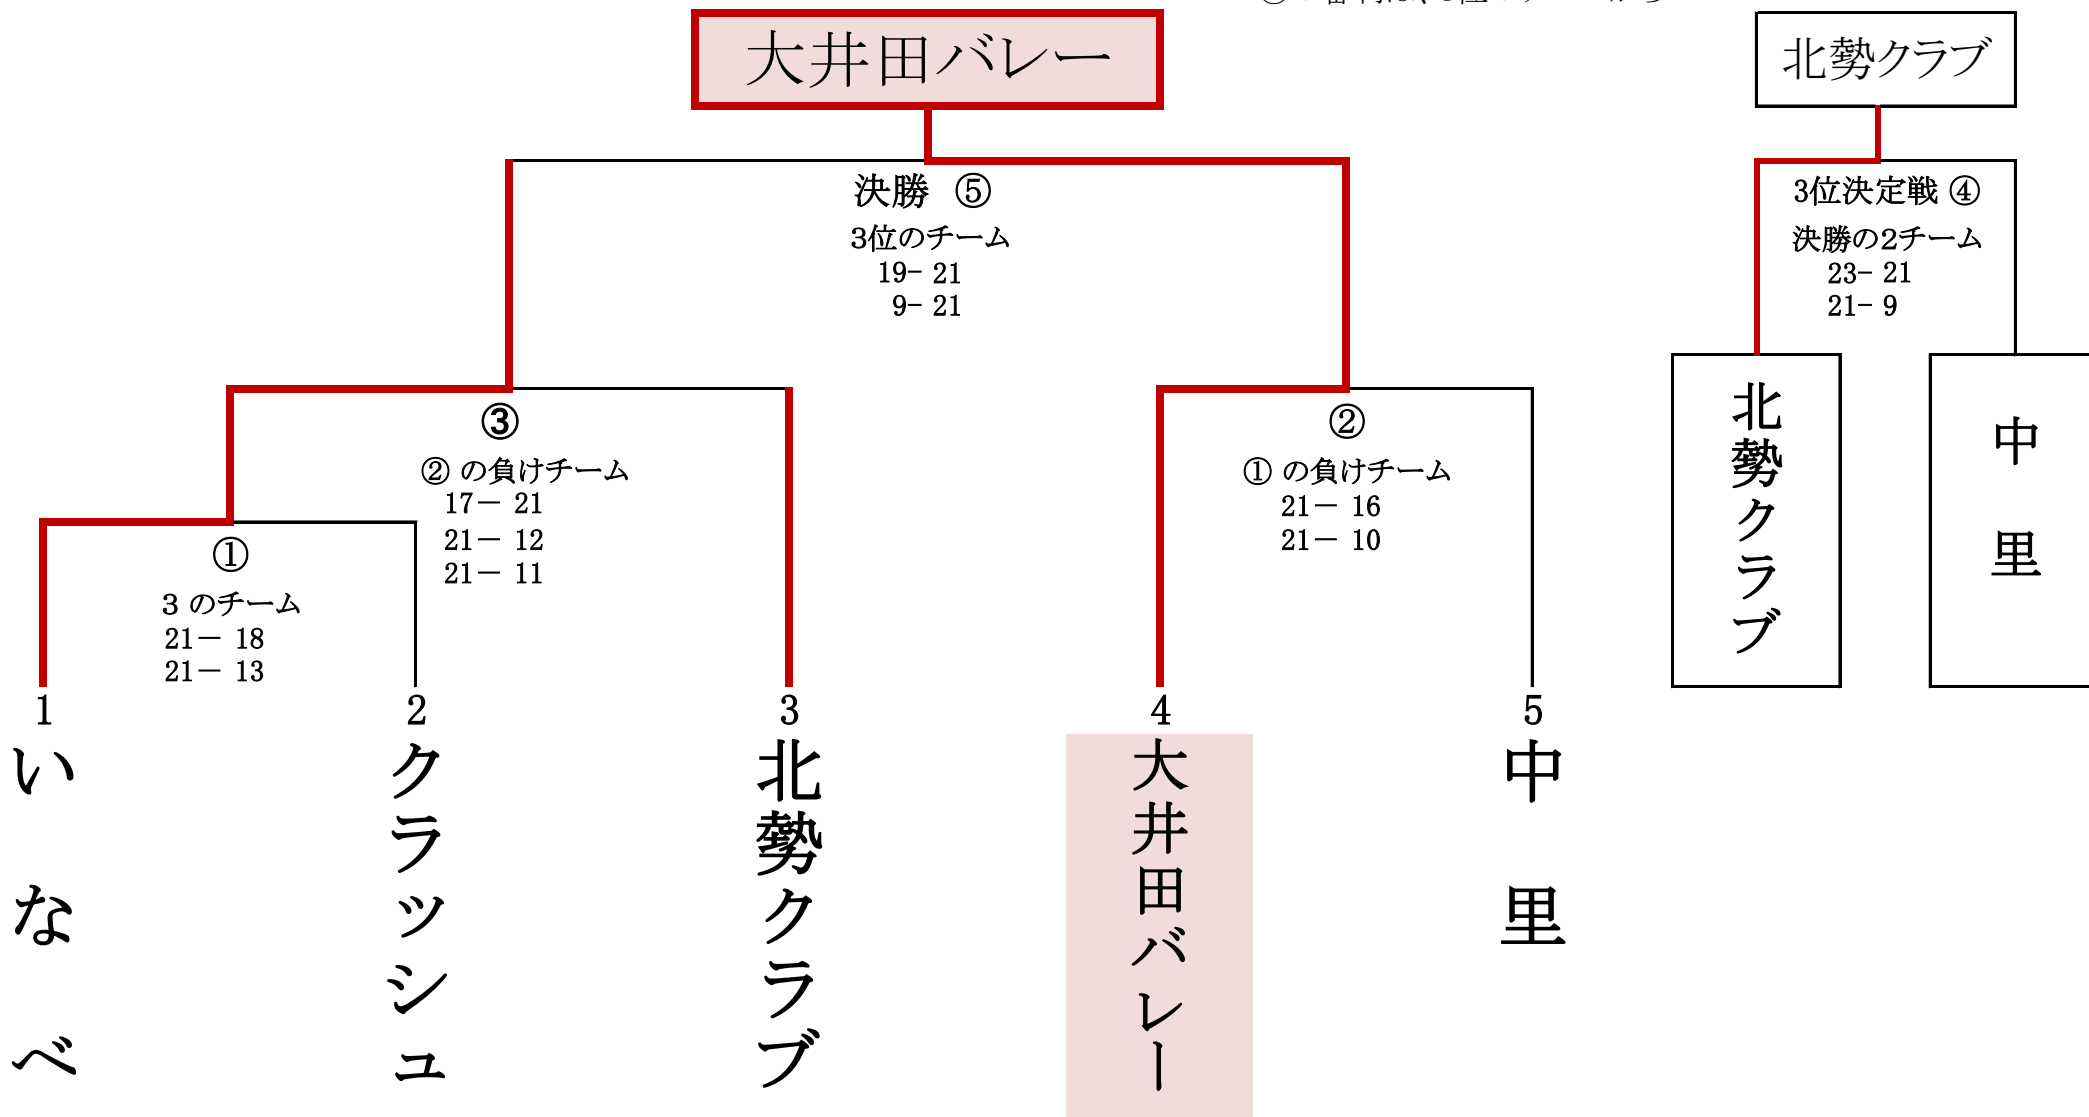 大井田バレー
北勢クラブ
決勝 ⑤
3位のチーム
19- 21
9- 21
3位決定戦 ④
決勝の2チーム
23- 21
21- 9
③
② の負けチーム
17- 21
21- 12
21- 11
②
① の負けチーム
21- 16
21- 10
①
3 のチーム
21- 18
21- 13
北勢クラブ
中里
1
2
3
4
5
いなべ
クラッシュ
北勢クラブ
大井田バレー
中里